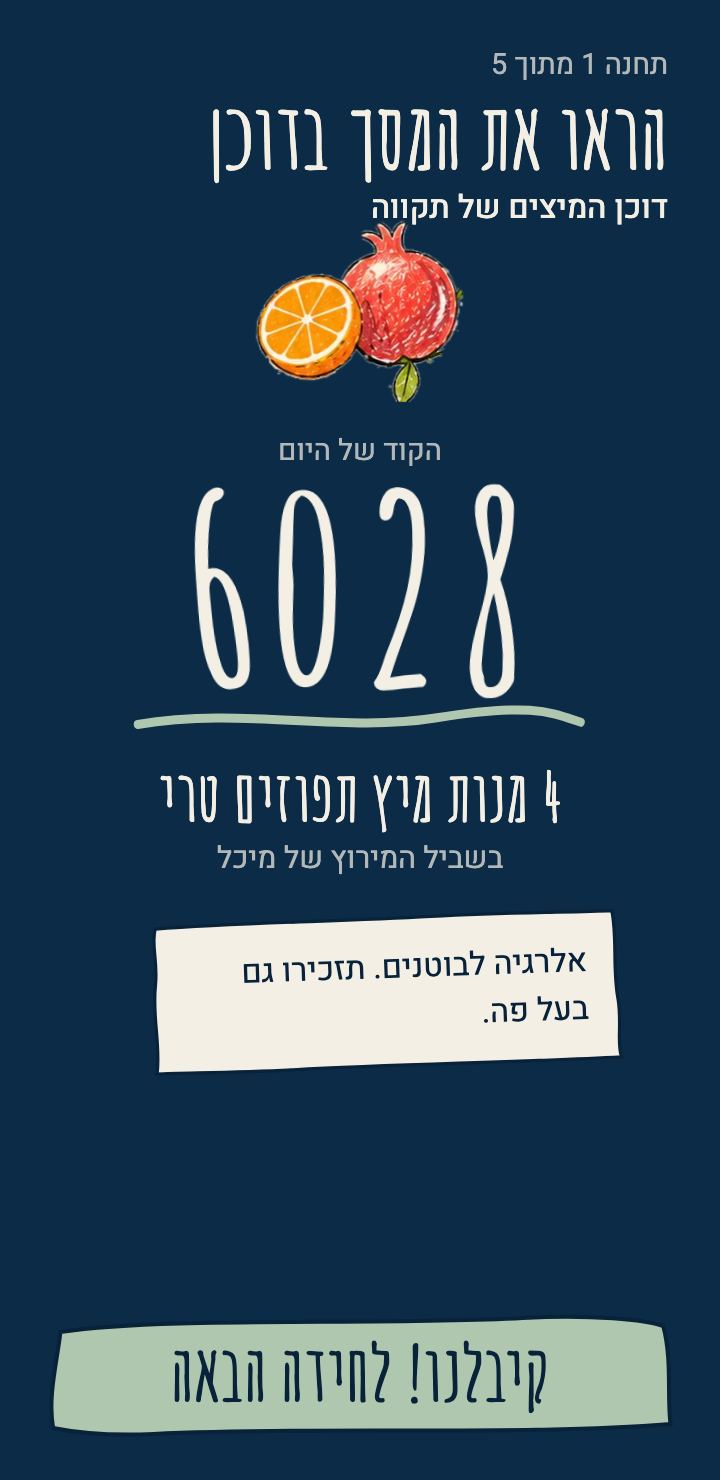 תחנה 1 מתוך 5
הראו את המסך בדוכן
דוכן המיצים של תקווה
הקוד של היום
6028
4 מנות מיץ תפוזים טרי
בשביל המירוץ של מיכל
אלרגיה לבוטנים. תזכירו גם
בעל פה.
קיבלנו! לחידה הבאה